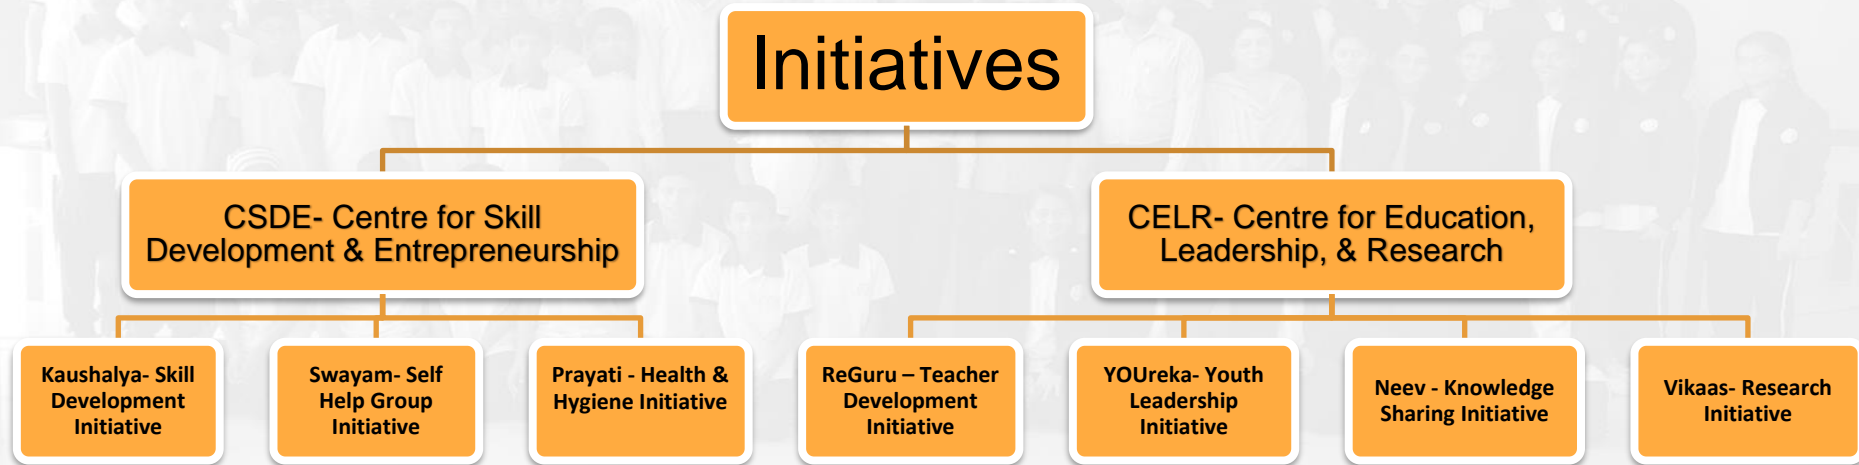 Initiatives
CSDE- Centre for Skill
Development & Entrepreneurship
CELR- Centre for Education,
Leadership, & Research
Kaushalya- Skill
Development
Initiative
Swayam- Self
Help Group
Initiative
Prayati - Health &
Hygiene Initiative
ReGuru – Teacher
Development
Initiative
YOUreka- Youth
Leadership
Initiative
Neev - Knowledge
Sharing Initiative
Vikaas- Research
Initiative